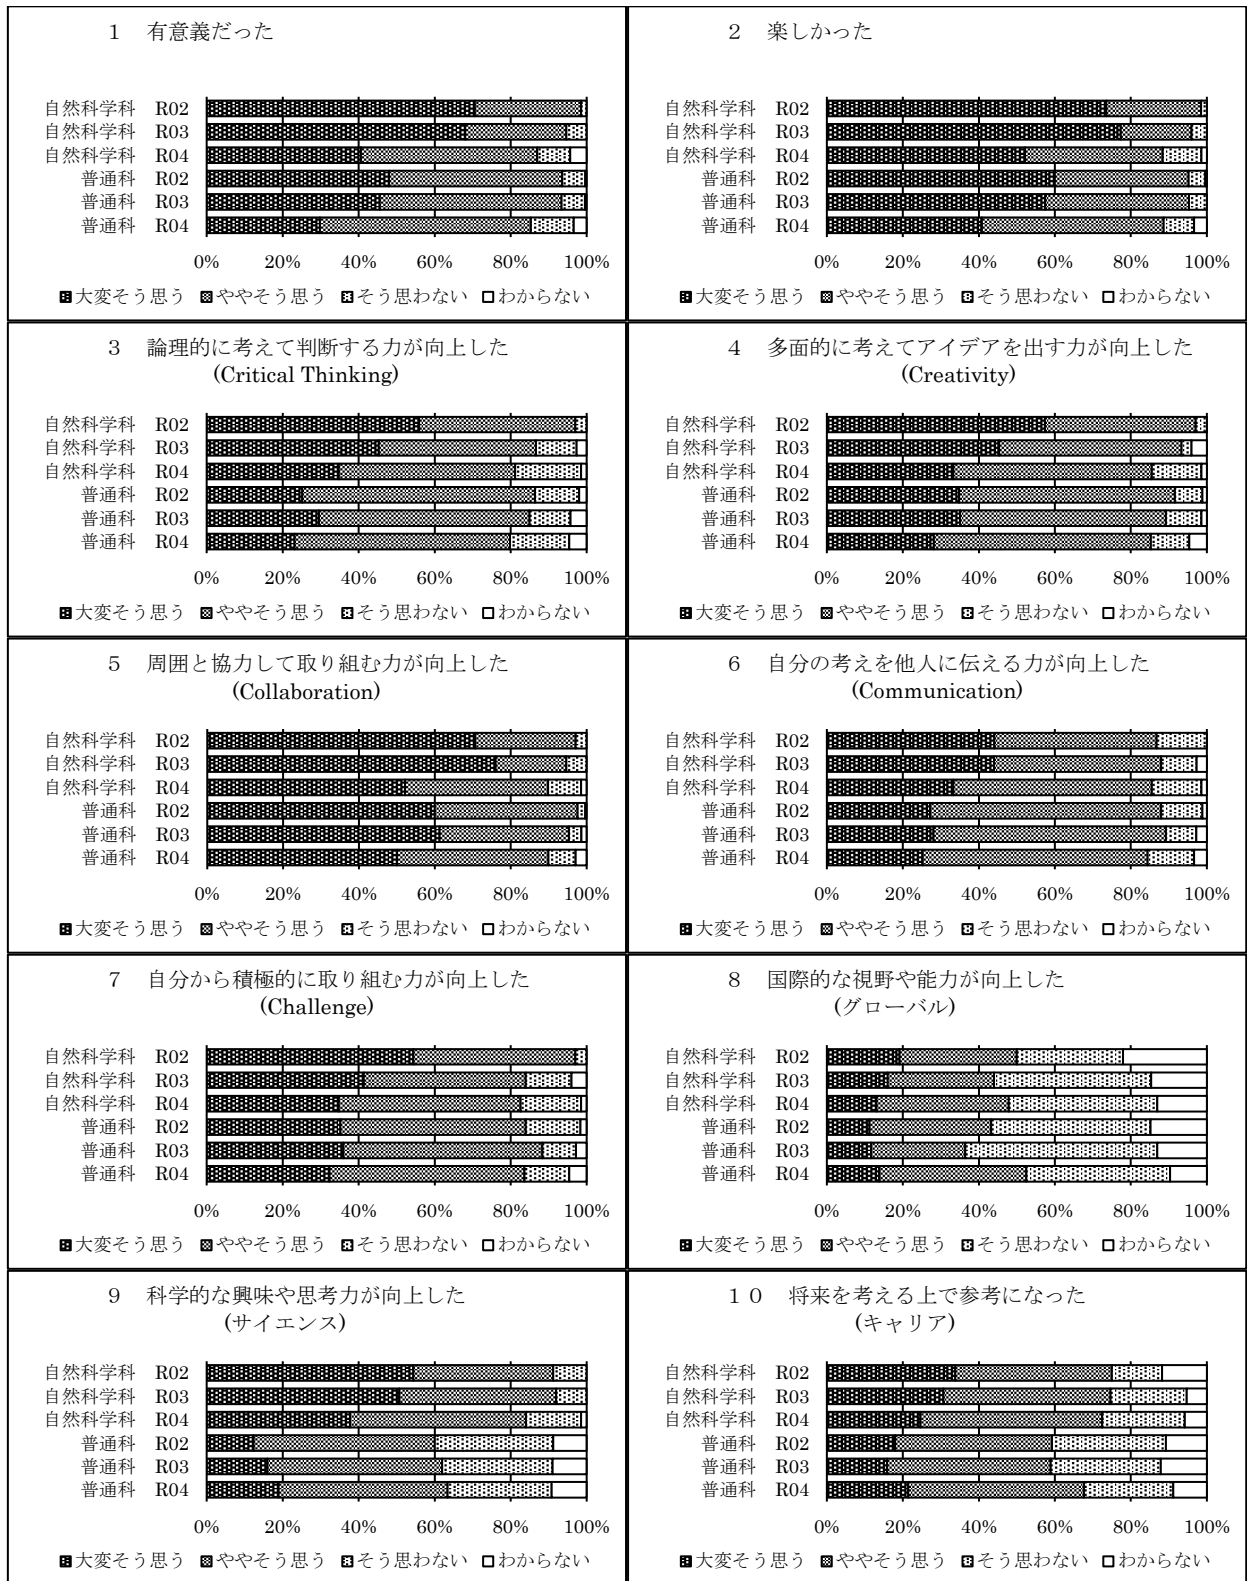 1 有意義だった
自然科学科 R02
自然科学科 R03
自然科学科 R04
普通科 R02
普通科 R03
普通科 R04
0% 20% 40% 60% 80% 100%
大変そう思う ややそう思う そう思わない わからない
2 楽しかった
自然科学科 R02
自然科学科 R03
自然科学科 R04
普通科 R02
普通科 R03
普通科 R04
0% 20% 40% 60% 80% 100%
大変そう思う ややそう思う そう思わない わからない
3 論理的に考えて判断する力が向上した
(Critical Thinking)
自然科学科 R02
自然科学科 R03
自然科学科 R04
普通科 R02
普通科 R03
普通科 R04
0% 20% 40% 60% 80% 100%
大変そう思う ややそう思う そう思わない わからない
4 多面的に考えてアイデアを出す力が向上した
(Creativity)
自然科学科 R02
自然科学科 R03
自然科学科 R04
普通科 R02
普通科 R03
普通科 R04
0% 20% 40% 60% 80% 100%
大変そう思う ややそう思う そう思わない わからない
5 周囲と協力して取り組む力が向上した
(Collaboration)
自然科学科 R02
自然科学科 R03
自然科学科 R04
普通科 R02
普通科 R03
普通科 R04
0% 20% 40% 60% 80% 100%
大変そう思う ややそう思う そう思わない わからない
6 自分の考えを他人に伝える力が向上した
(Communication)
自然科学科 R02
自然科学科 R03
自然科学科 R04
普通科 R02
普通科 R03
普通科 R04
0% 20% 40% 60% 80% 100%
大変そう思う ややそう思う そう思わない わからない
7 自分から積極的に取り組む力が向上した
(Challenge)
自然科学科 R02
自然科学科 R03
自然科学科 R04
普通科 R02
普通科 R03
普通科 R04
0% 20% 40% 60% 80% 100%
大変そう思う ややそう思う そう思わない わからない
8 国際的な視野や能力が向上した
(グローバル)
自然科学科 R02
自然科学科 R03
自然科学科 R04
普通科 R02
普通科 R03
普通科 R04
0% 20% 40% 60% 80% 100%
大変そう思う ややそう思う そう思わない わからない
9 科学的な興味や思考力が向上した
(サイエンス)
自然科学科 R02
自然科学科 R03
自然科学科 R04
普通科 R02
普通科 R03
普通科 R04
0% 20% 40% 60% 80% 100%
大変そう思う ややそう思う そう思わない わからない
10 将来を考える上で参考になった
(キャリア)
自然科学科 R02
自然科学科 R03
自然科学科 R04
普通科 R02
普通科 R03
普通科 R04
0% 20% 40% 60% 80% 100%
大変そう思う ややそう思う そう思わない わからない